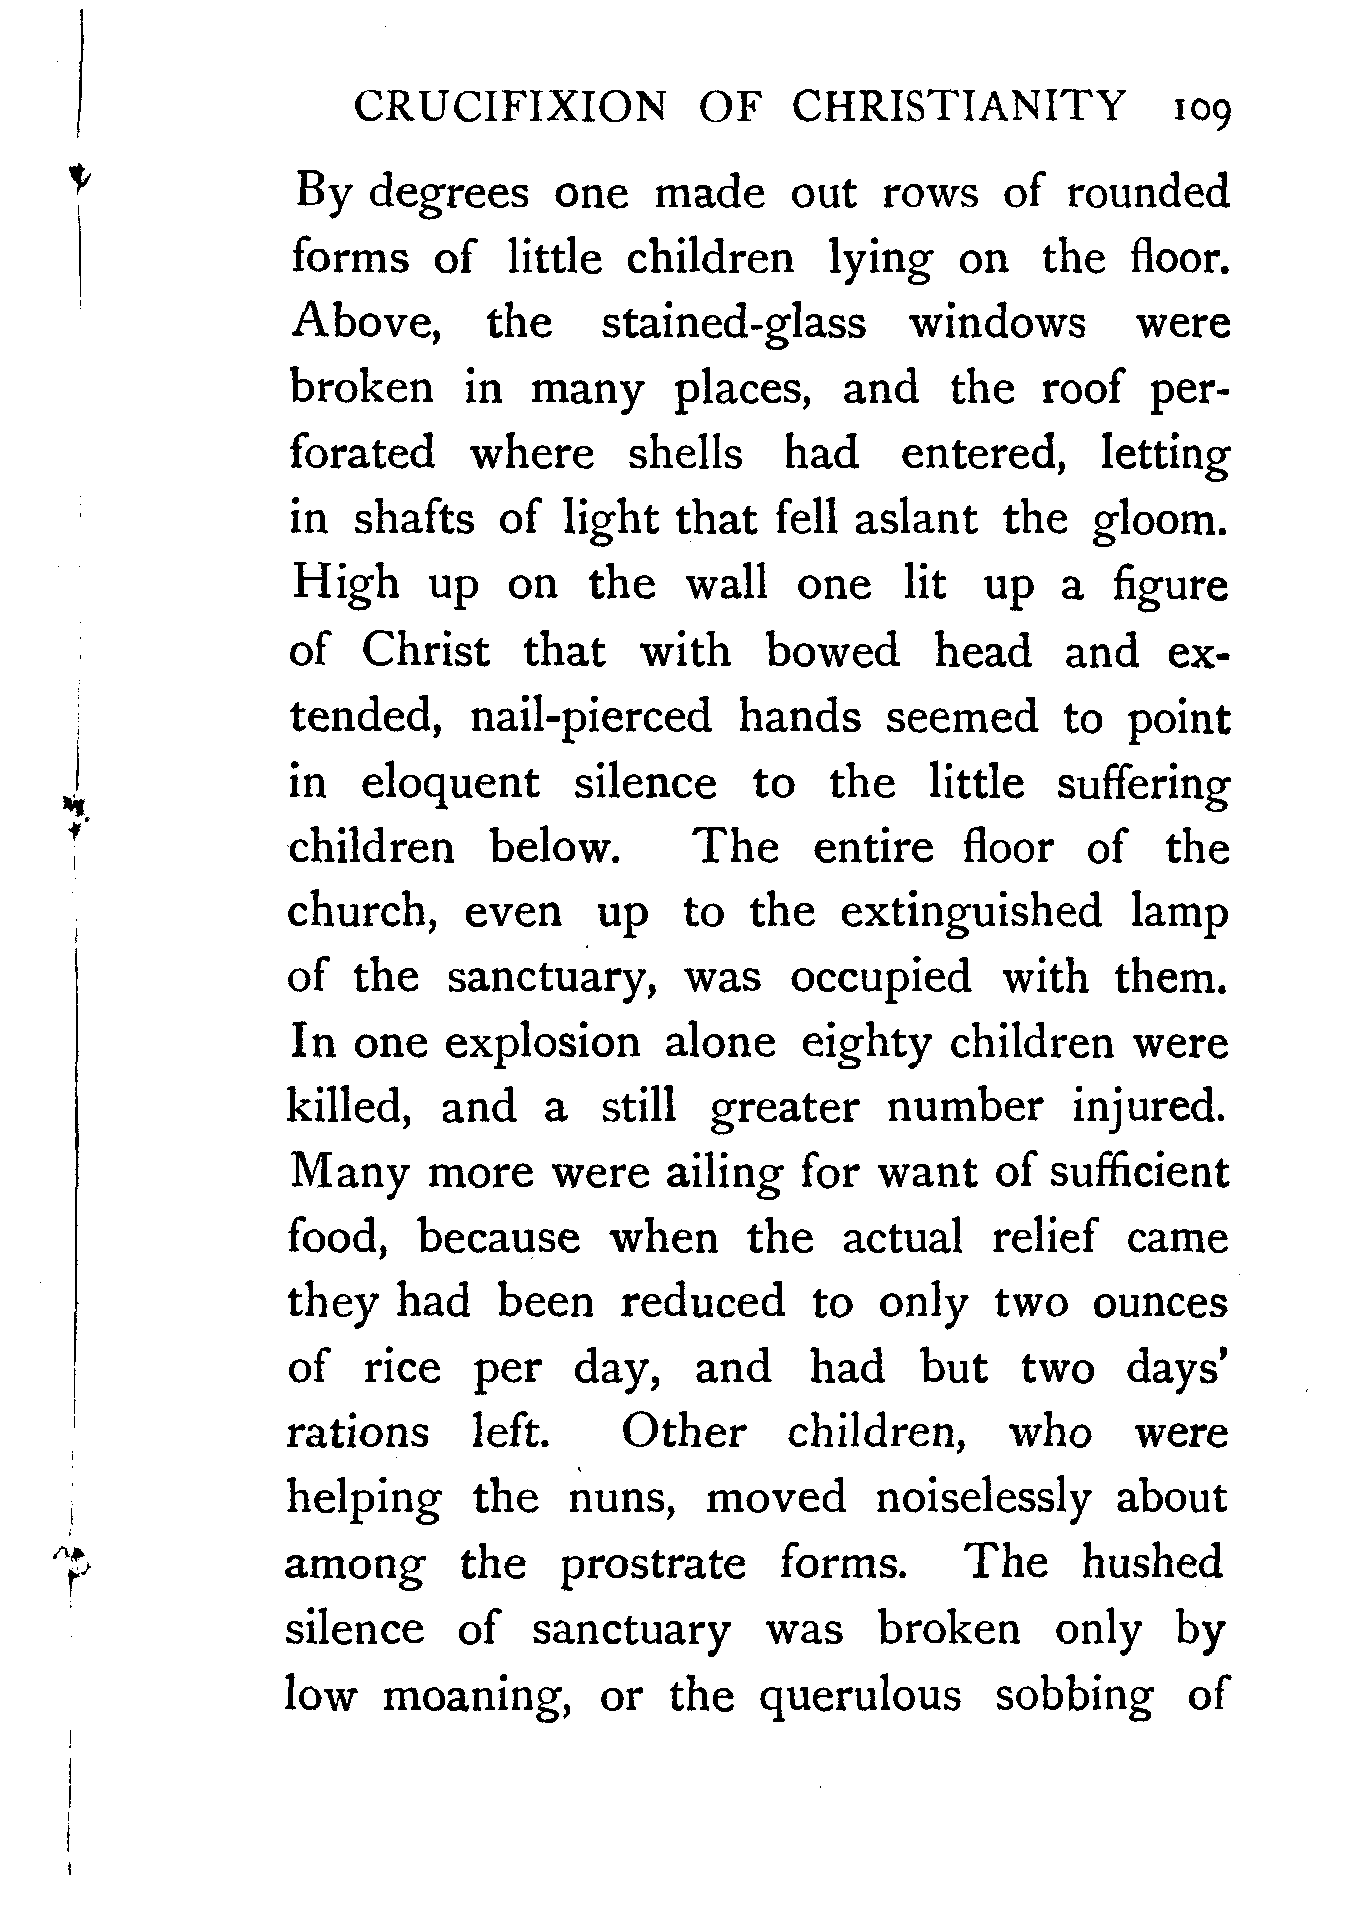 CRUCIFIXION OF CHRISTIANITY 109
By degrees one made out rows of rounded
forms of little children lying on the floor.
Above, the stained-glass windows were
broken in many places, and the roof per-
forated where shells had entered, letting
in shafts of light that fell aslant the gloom.
High up on the wall one lit up a figure
of Christ that with bowed head and ex-
tended, nail-pierced hands seemed to point
in eloquent silence to the little suffering
children below. The entire floor of the
church, even up to the extinguished lamp
of the sanctuary, was occupied with them.
In one explosion alone eighty children were
killed, and a still greater number injured.
Many more were ailing for want of sufficient
food, because when the actual relief came
they had been reduced to only two ounces
of rice per day, and had but two days'
rations left. Other children, who were
helping the nuns, moved noiselessly about
among the prostrate forms. The hushed
silence of sanctuary was broken only by
low moaning, or the querulous sobbing of